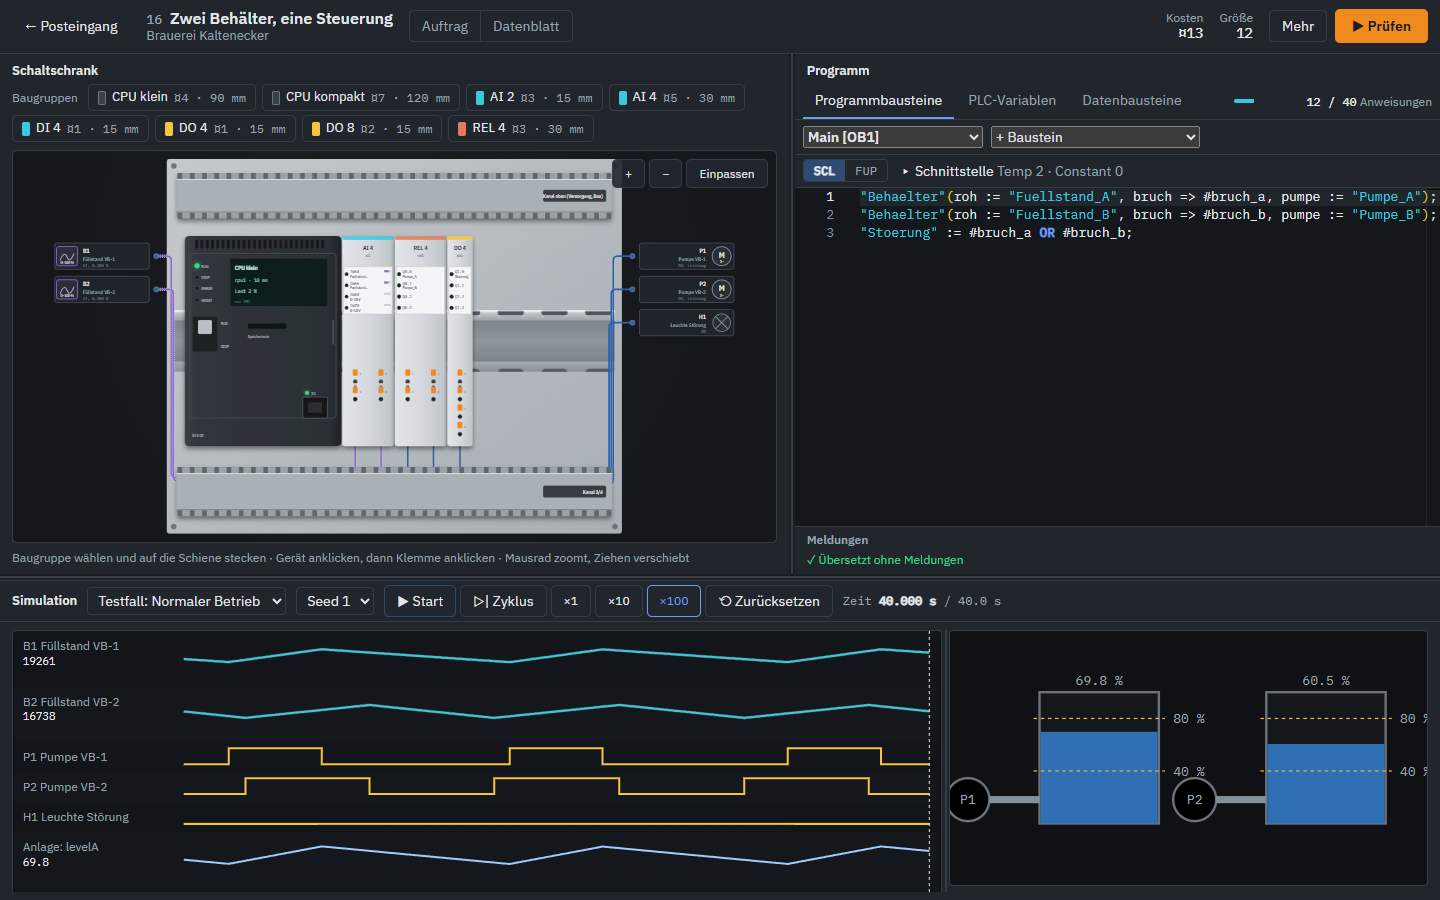 ← Posteingang
16 Zwei Behälter, eine Steuerung
Brauerei Kaltenecker
Auftrag
Datenblatt
Kosten
¤13
Größe
12
Mehr
▶ Prüfen
Schaltschrank
Baugruppen
CPU klein ¤4 · 90 mm
CPU kompakt ¤7 · 120 mm
AI 2 ¤3 · 15 mm
AI 4 ¤5 · 30 mm
DI 4 ¤1 · 15 mm
DO 4 ¤1 · 15 mm
DO 8 ¤2 · 15 mm
REL 4 ¤3 · 30 mm
+
−
Einpassen
Kanal oben (Versorgung, Bus)
B1
Füllstand VB-1
B2
Füllstand VB-2
CPU klein
AI 4
REL 4
DO 4
RUN
STOP
P1
Pumpe VB-1
M
P2
Pumpe VB-2
M
H1
Leuchte Störung
Kanal 3/4
Baugruppe wählen und auf die Schiene stecken · Gerät anklicken, dann Klemme anklicken · Mausrad zoomt, Ziehen verschiebt
Programm
Programmbausteine
PLC-Variablen
Datenbausteine
12 / 40 Anweisungen
Main [OB1]
+ Baustein
SCL
FUP
▸ Schnittstelle Temp 2 · Constant 0
1 "Behaelter"(roh := "Fuellstand_A", bruch => #bruch_a, pumpe := "Pumpe_A");
2 "Behaelter"(roh := "Fuellstand_B", bruch => #bruch_b, pumpe := "Pumpe_B");
3 "Stoerung" := #bruch_a OR #bruch_b;
Meldungen
✓ Übersetzt ohne Meldungen
Simulation
Testfall: Normaler Betrieb
Seed 1
▶ Start
▷| Zyklus
×1
×10
×100
⟲ Zurücksetzen
Zeit 40.000 s / 40.0 s
B1 Füllstand VB-1
19261
B2 Füllstand VB-2
16738
P1 Pumpe VB-1
P2 Pumpe VB-2
H1 Leuchte Störung
Anlage: levelA
69.8
69.8 %
60.5 %
80 %
80 %
40 %
40 %
P1
P2